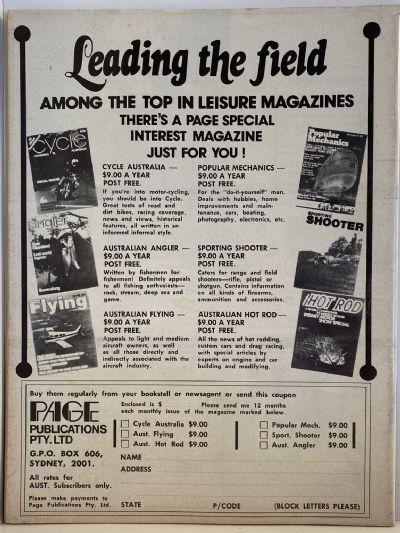 Leading the field
AMONG THE TOP IN LEISURE MAGAZINES
THERE'S A PAGE SPECIAL
INTEREST MAGAZINE
JUST FOR YOU !
CYCLE AUSTRALIA —
$9.00 A YEAR
POST FREE.
If you're into motor-cycling,
you should be into Cycle.
Great tests of road and
dirt bikes, racing coverage,
news and views, historical
features, all written in an
informed informal style.
POPULAR MECHANICS —
$9.00 A YEAR
POST FREE.
For the "do-it-yourself" man.
Deals with hobbies, home
improvements and main-
tenance, cars, boating,
photography, electronics, etc.
AUSTRALIAN ANGLER —
$9.00 A YEAR
POST FREE.
Written by fishermen for
fishermen! Definitely appeals
to all fishing enthusiasts—
rock, stream, deep sea and
game.
SPORTING SHOOTER —
$9.00 A YEAR
POST FREE.
Caters for range and field
shooters—rifle, pistol or
shotgun. Contains information
on all kinds of firearms,
ammunition and accessories.
AUSTRALIAN FLYING —
$9.00 A YEAR
POST FREE.
Appeals to light and medium
aircraft owners, as well
as all those directly and
indirectly associated with the
aircraft industry.
AUSTRALIAN HOT ROD —
$9.00 A YEAR
POST FREE.
All the news of hot rodding,
custom cars and drag racing,
with special articles by
experts on engine and car
building and modifying.
cycle
Angler
Flying
Popular
Mechanics
SPORTING
SHOOTER
HOT ROD
Buy them regularly from your bookstall or newsagent or send this coupon
PAGE
PUBLICATIONS
PTY. LTD
G.P.O. BOX 606,
SYDNEY, 2001.
All rates for
AUST. Subscribers only.
Please make payments to
Page Publications Pty. Ltd.
Enclosed is $ Please send me 12 months
each monthly issue of the magazine marked below.
Cycle Australia $9.00
Aust. Flying $9.00
Aust. Hot Rod $9.00
Popular Mech. $9.00
Sport. Shooter $9.00
Aust. Angler $9.00
NAME
ADDRESS
STATE P/CODE (BLOCK LETTERS PLEASE)